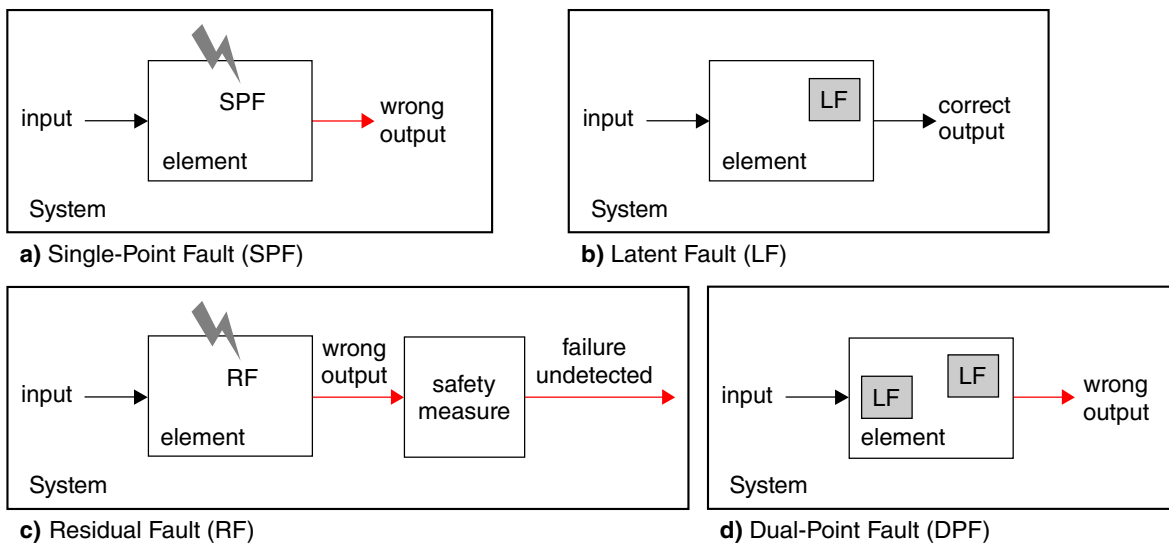 input
SPF
element
wrong
output
System
a) Single-Point Fault (SPF)
input
LF
element
correct
output
System
b) Latent Fault (LF)
input
RF
element
wrong
output
safety
measure
failure
undetected
System
c) Residual Fault (RF)
input
LF
LF
element
wrong
output
System
d) Dual-Point Fault (DPF)